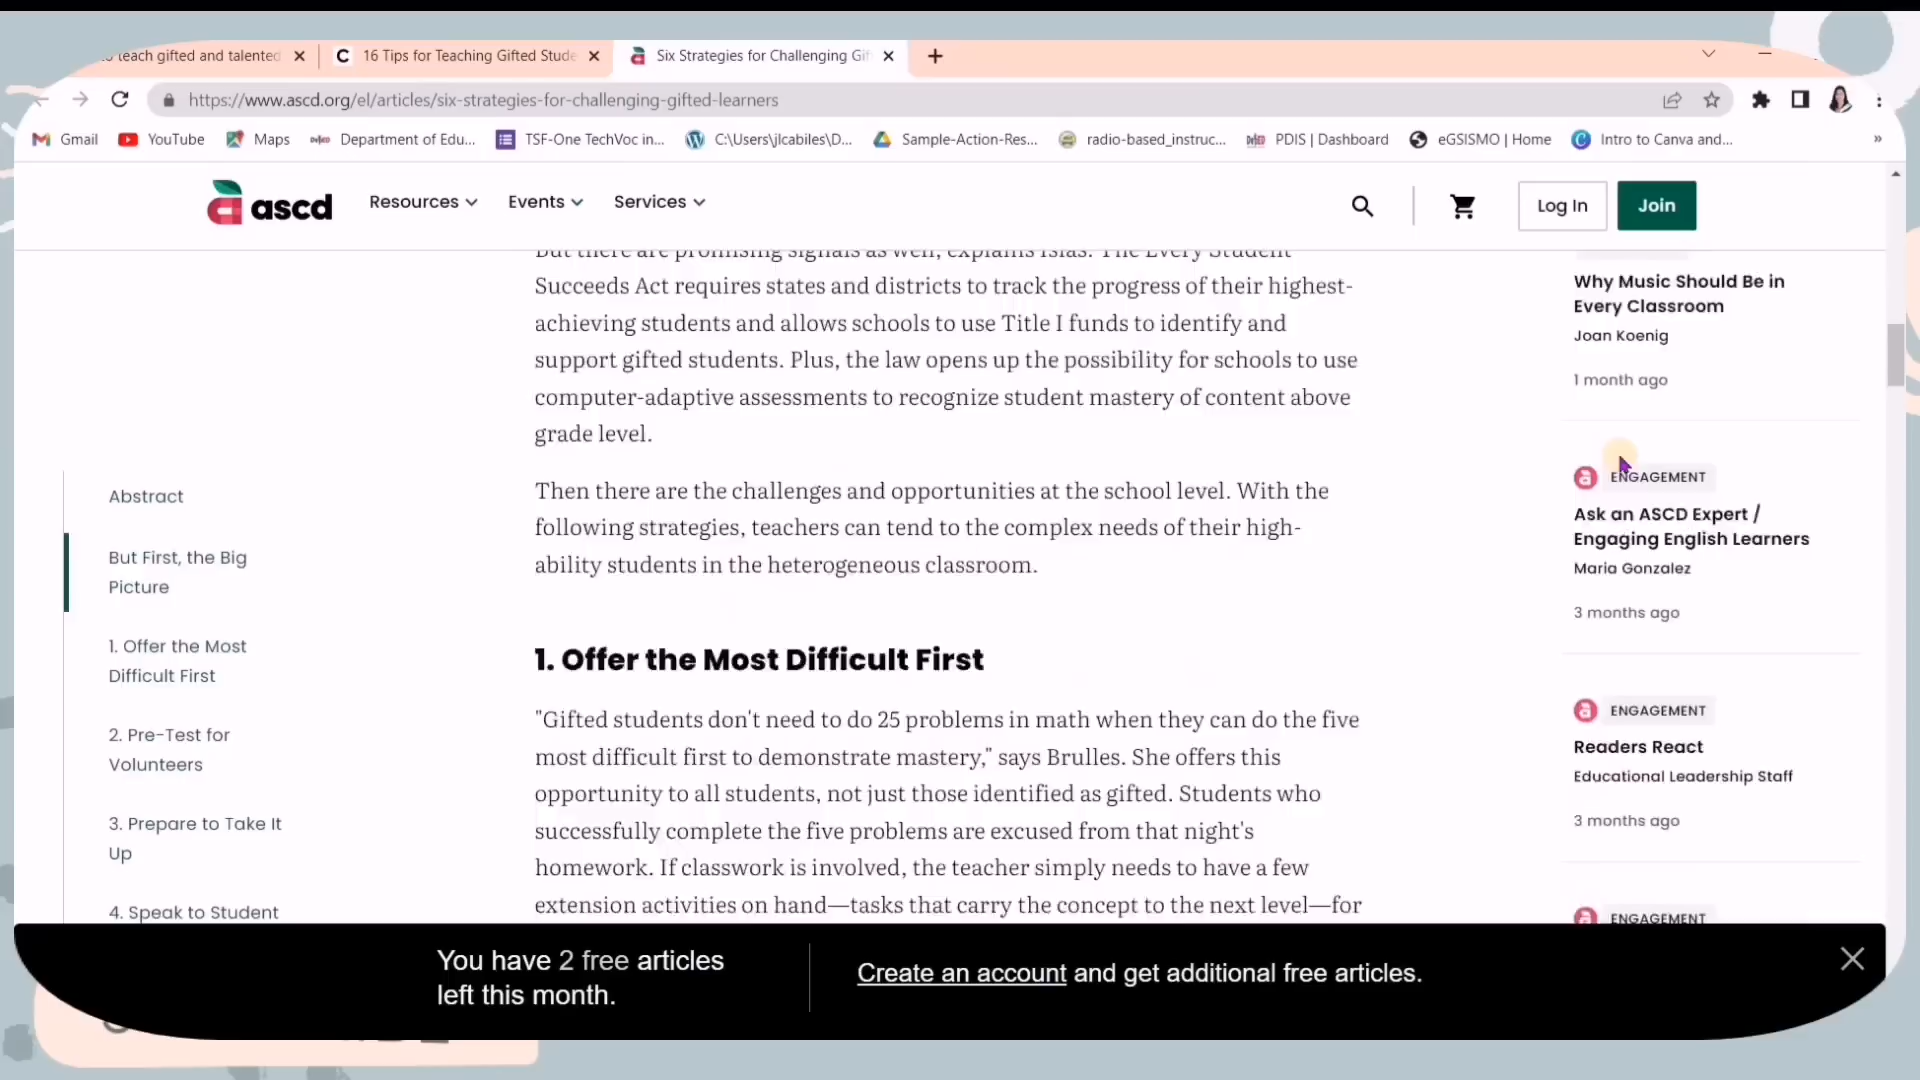 to teach gifted and talented
C 16 Tips for Teaching Gifted Stude
Six Strategies for Challenging Gif
https://www.ascd.org/el/articles/six-strategies-for-challenging-gifted-learners
Gmail
YouTube
Maps
Department of Edu...
TSF-One TechVoc in...
C:\Users\jlcabiles\D...
Sample-Action-Res...
radio-based_instruc...
PDIS | Dashboard
eGSISMO | Home
Intro to Canva and...
»
ascd
Resources
Events
Services
Log In
Join
But there are promising signals as well, explains Islas. The Every Student
Succeeds Act requires states and districts to track the progress of their highest-
achieving students and allows schools to use Title I funds to identify and
support gifted students. Plus, the law opens up the possibility for schools to use
computer-adaptive assessments to recognize student mastery of content above
grade level.
Then there are the challenges and opportunities at the school level. With the
following strategies, teachers can tend to the complex needs of their high-
ability students in the heterogeneous classroom.
1. Offer the Most Difficult First
"Gifted students don't need to do 25 problems in math when they can do the five
most difficult first to demonstrate mastery," says Brulles. She offers this
opportunity to all students, not just those identified as gifted. Students who
successfully complete the five problems are excused from that night's
homework. If classwork is involved, the teacher simply needs to have a few
extension activities on hand—tasks that carry the concept to the next level—for
Abstract
But First, the Big
Picture
1. Offer the Most
Difficult First
2. Pre-Test for
Volunteers
3. Prepare to Take It
Up
4. Speak to Student
Why Music Should Be in
Every Classroom
Joan Koenig
1 month ago
ENGAGEMENT
Ask an ASCD Expert /
Engaging English Learners
Maria Gonzalez
3 months ago
ENGAGEMENT
Readers React
Educational Leadership Staff
3 months ago
ENGAGEMENT
You have 2 free articles
left this month.
Create an account and get additional free articles.